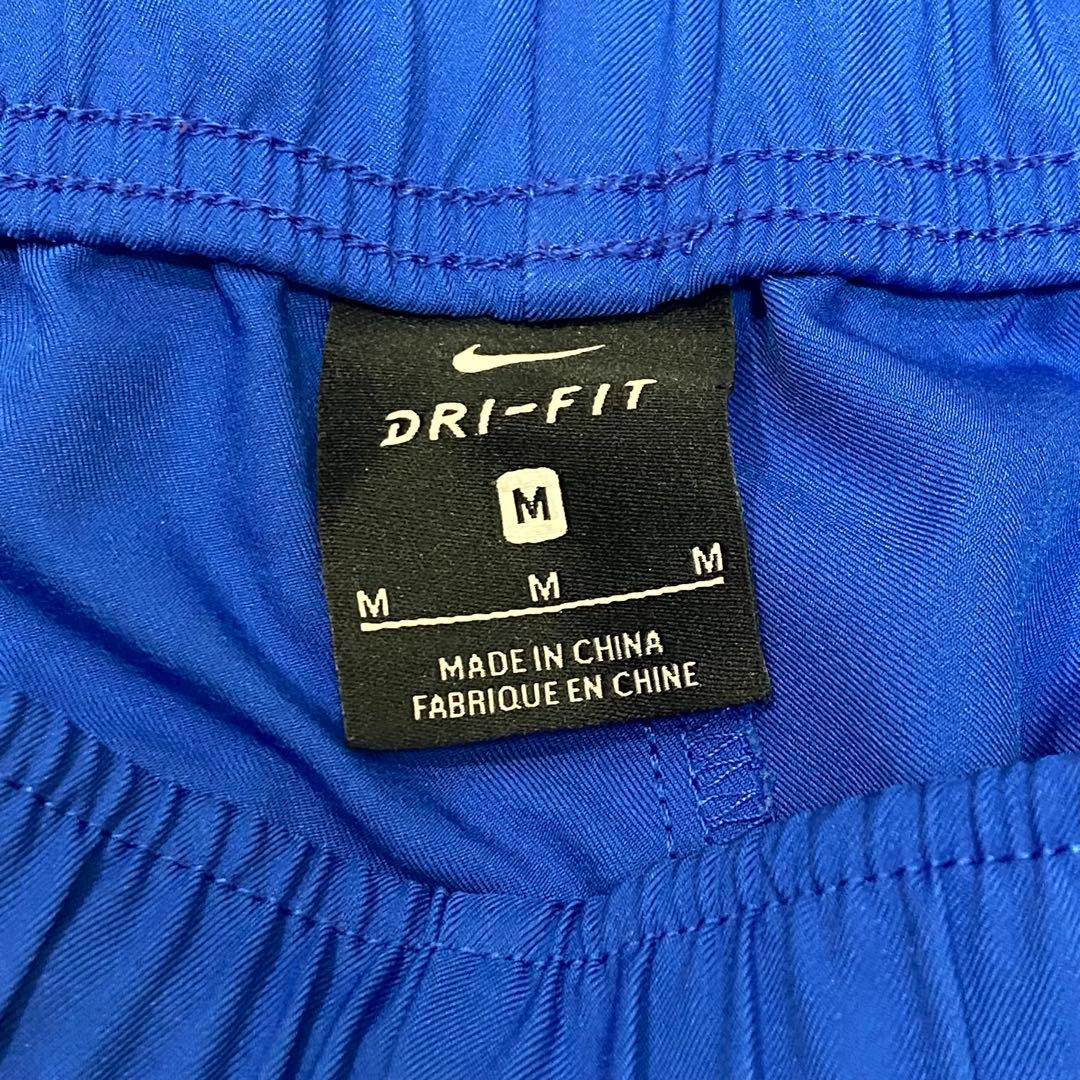 DRI-FIT
M
M M M
MADE IN CHINA
FABRIQUE EN CHINE